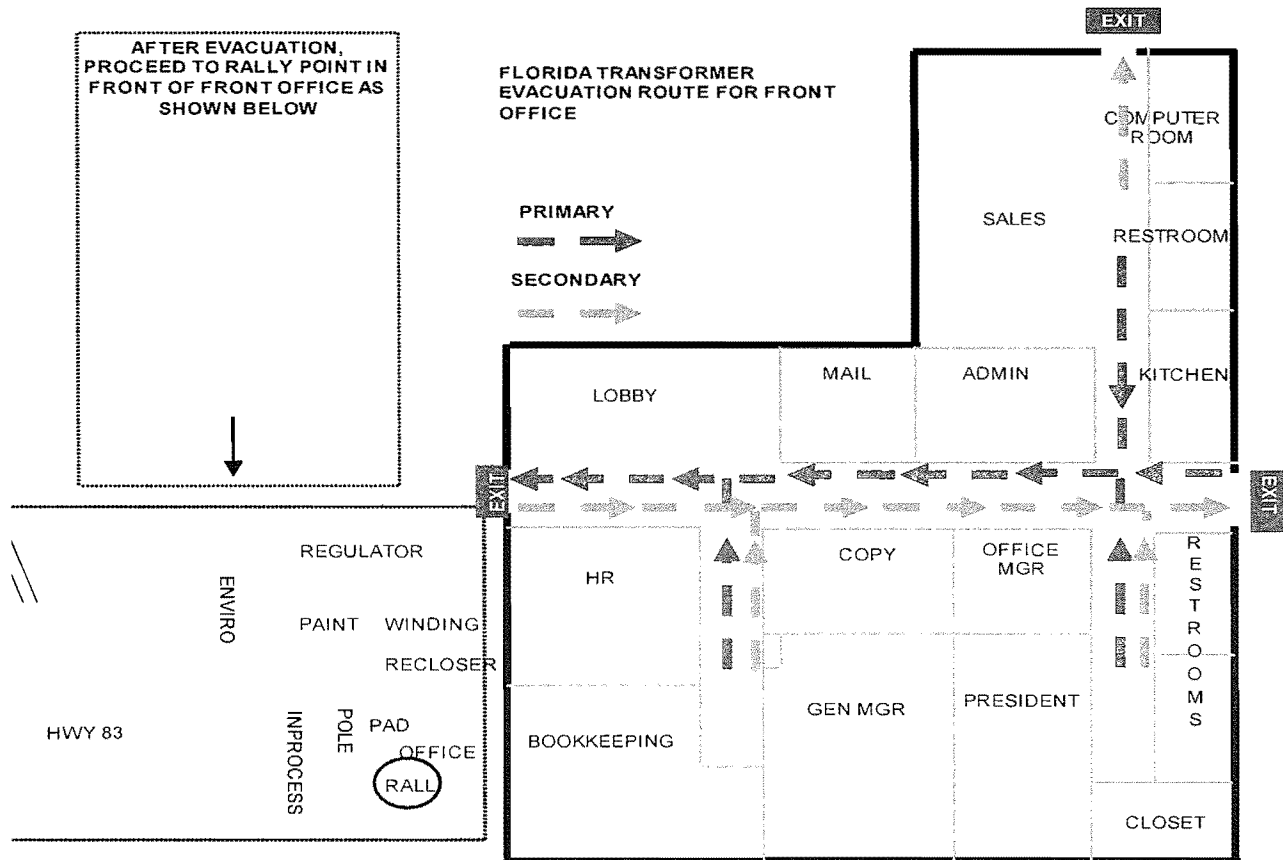 EXIT
AFTER EVACUATION,
PROCEED TO RALLY POINT IN
FRONT OF FRONT OFFICE AS
SHOWN BELOW
FLORIDA TRANSFORMER
EVACUATION ROUTE FOR FRONT
OFFICE
PRIMARY
SECONDARY
COMPUTER
ROOM
SALES
RESTROOM
LOBBY
MAIL
ADMIN
KITCHEN
EXIT
EXIT
REGULATOR
ENVIRO
PAINT
WINDING
RECLOSER
HWY 83
INPROCESS
POLE
PAD
OFFICE
RALL
HR
COPY
OFFICE
MGR
RESTROOMS
BOOKKEEPING
GEN MGR
PRESIDENT
CLOSET